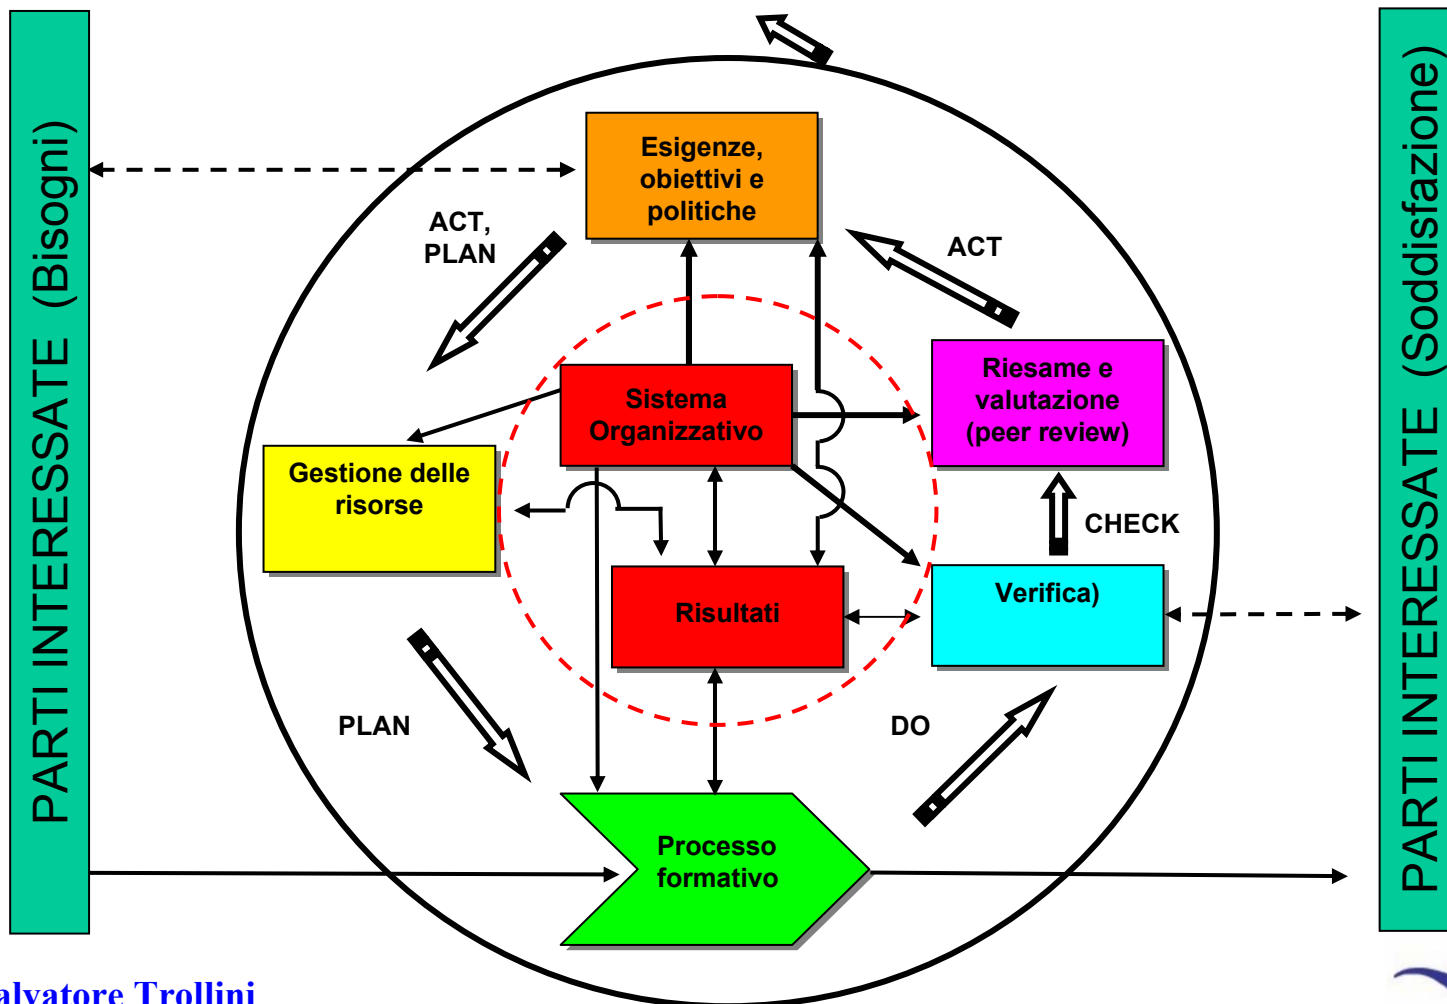 PARTI INTERESSATE (Bisogni)
Esigenze,
obiettivi e
politiche
ACT,
PLAN
ACT
Riesame e
valutazione
(peer review)
Sistema
Organizzativo
Gestione delle
risorse
CHECK
Verifica)
Risultati
PLAN
DO
Processo
formativo
PARTI INTERESSATE (Soddisfazione)
alvatore Trollini